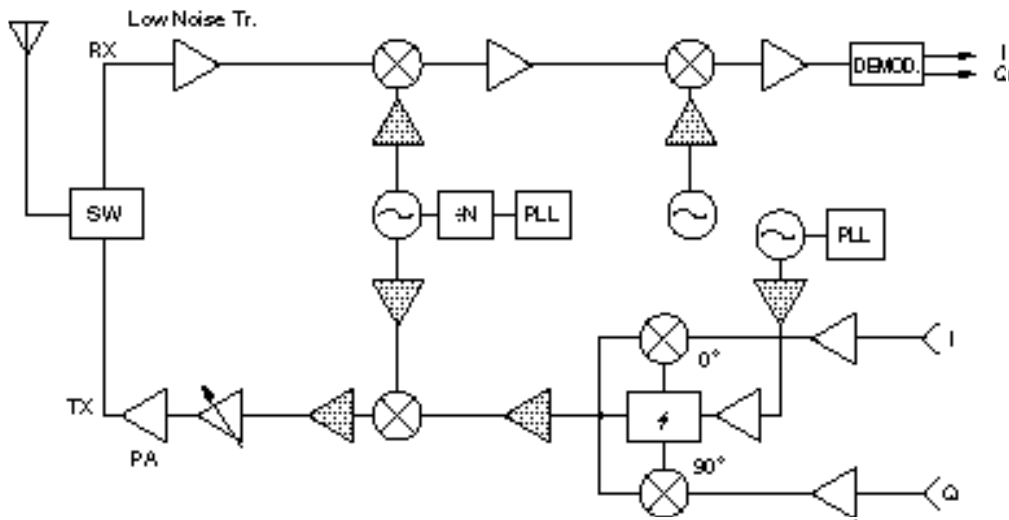 Low Noise Tr.
RX
DEMOD.
I
Q
SW
÷N
PLL
PLL
I
0°
TX
PA
90°
Q